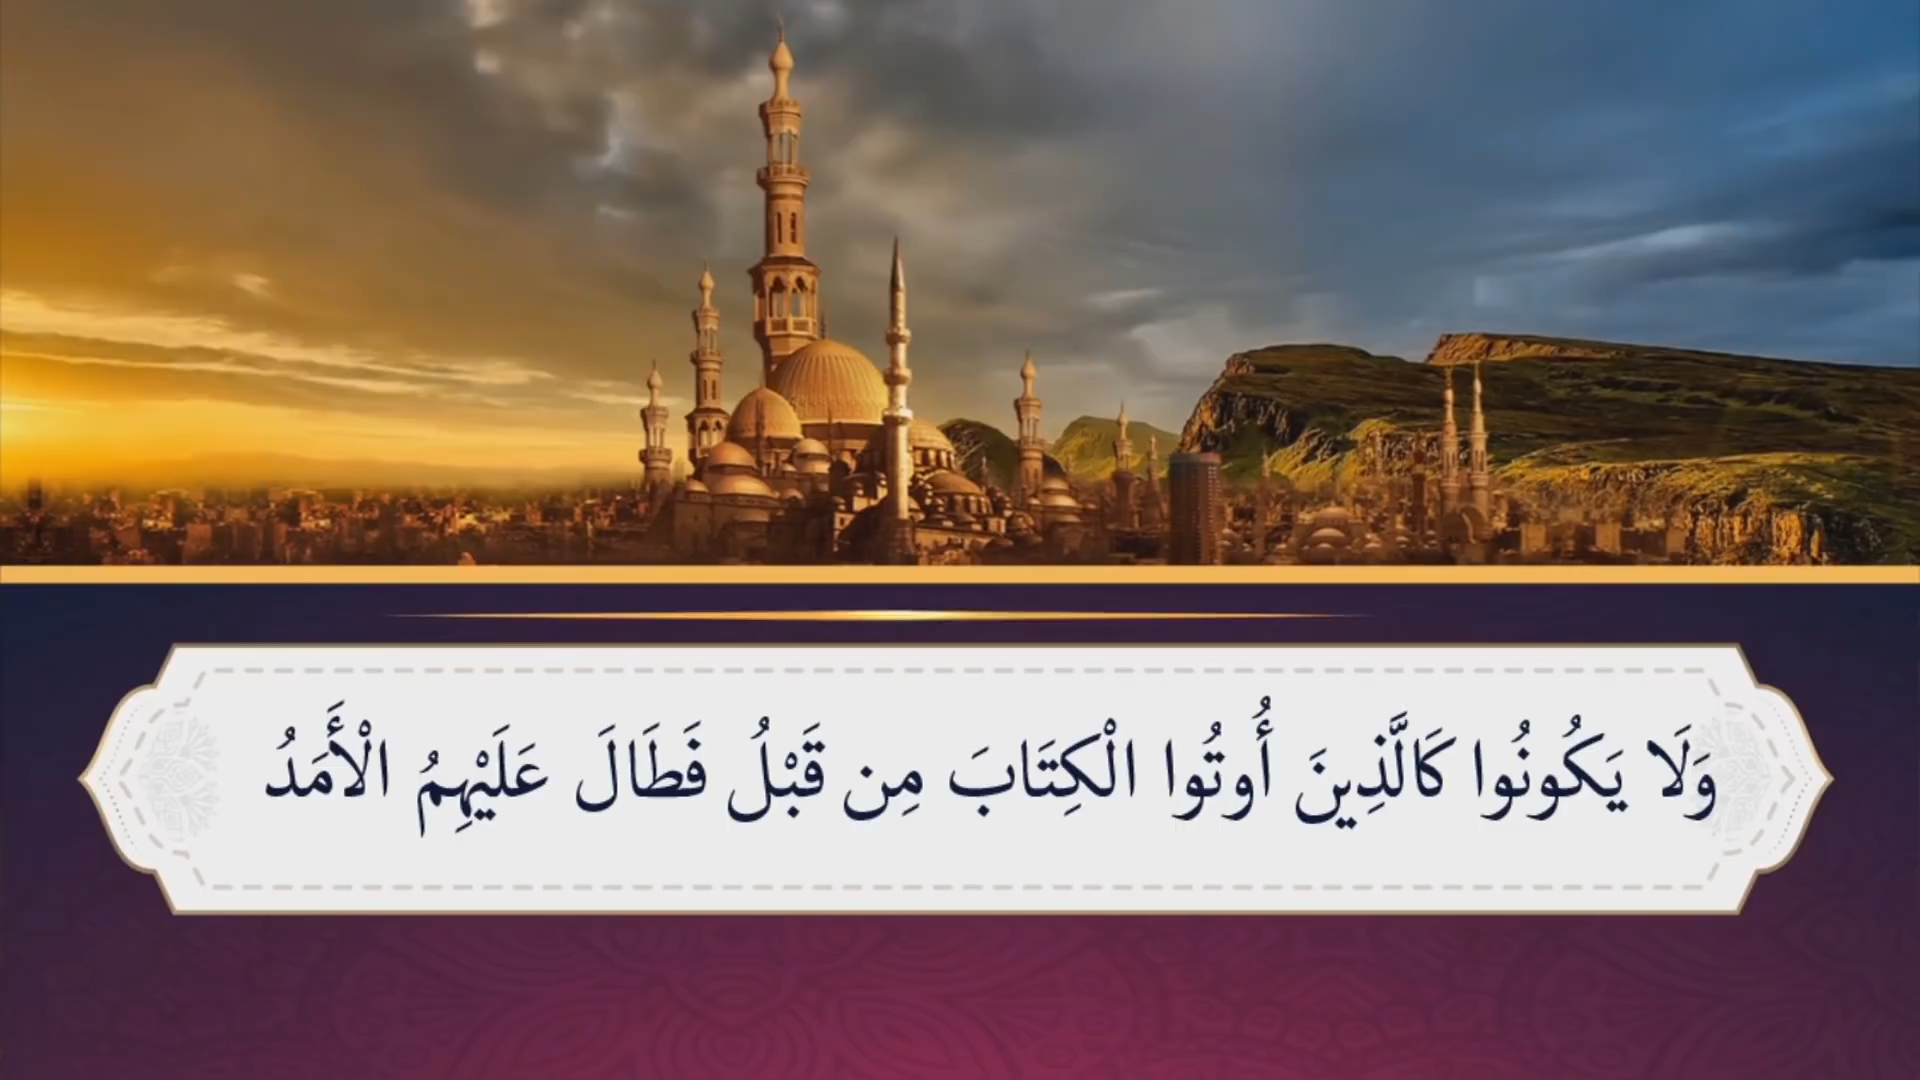 وَلَا يَكُونُوا كَالَّذِينَ أُوتُوا الْكِتَابَ مِن قَبْلُ فَطَالَ عَلَيْهِمُ الْأَمَدُ